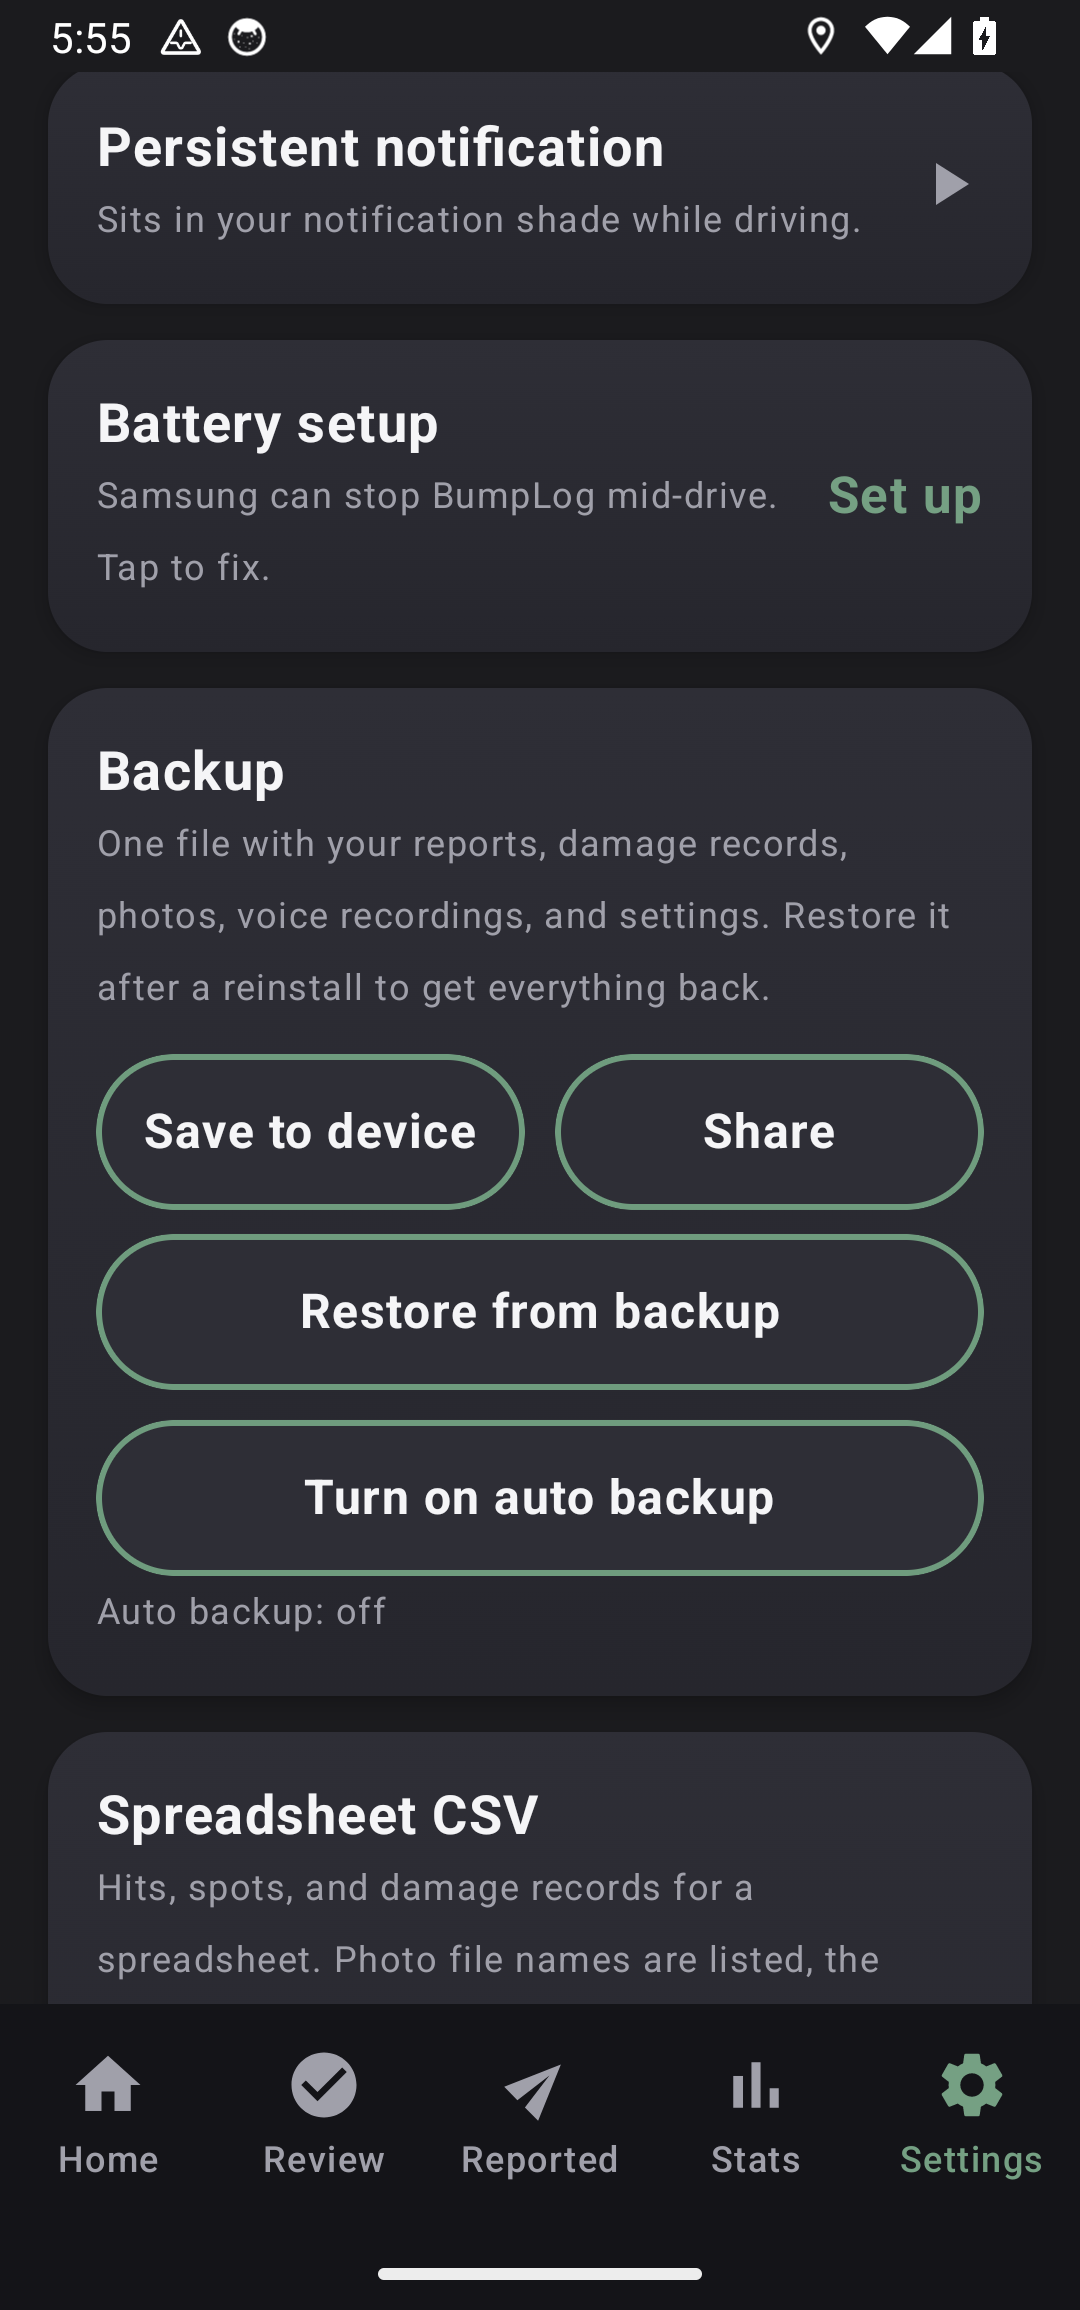 5:55
Persistent notification
Sits in your notification shade while driving.
Battery setup
Samsung can stop BumpLog mid-drive.
Tap to fix.
Set up
Backup
One file with your reports, damage records,
photos, voice recordings, and settings. Restore it
after a reinstall to get everything back.
Save to device
Share
Restore from backup
Turn on auto backup
Auto backup: off
Spreadsheet CSV
Hits, spots, and damage records for a
spreadsheet. Photo file names are listed, the
Home
Review
Reported
Stats
Settings